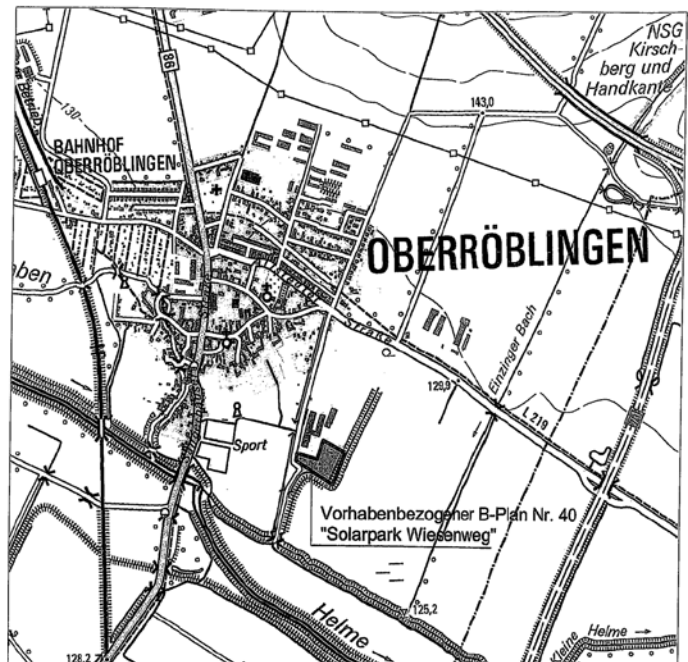 NSG
Kirsch-
berg und
Handkante
86
143,0
130
BAHNHOF
OBERRÖBLINGEN
OBERRÖBLINGEN
Einzinger Bach
129,9
L 219
Sport
Vorhabenbezogener B-Plan Nr. 40
"Solarpark Wiesenweg"
125,2
Helme
Helme
Kleine
128,2